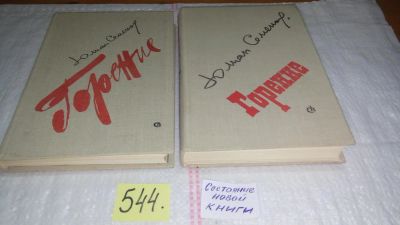 Юлиан Семенов
Горение
Юлиан Семенов.
Горение
544.
Состояние
новой
книги